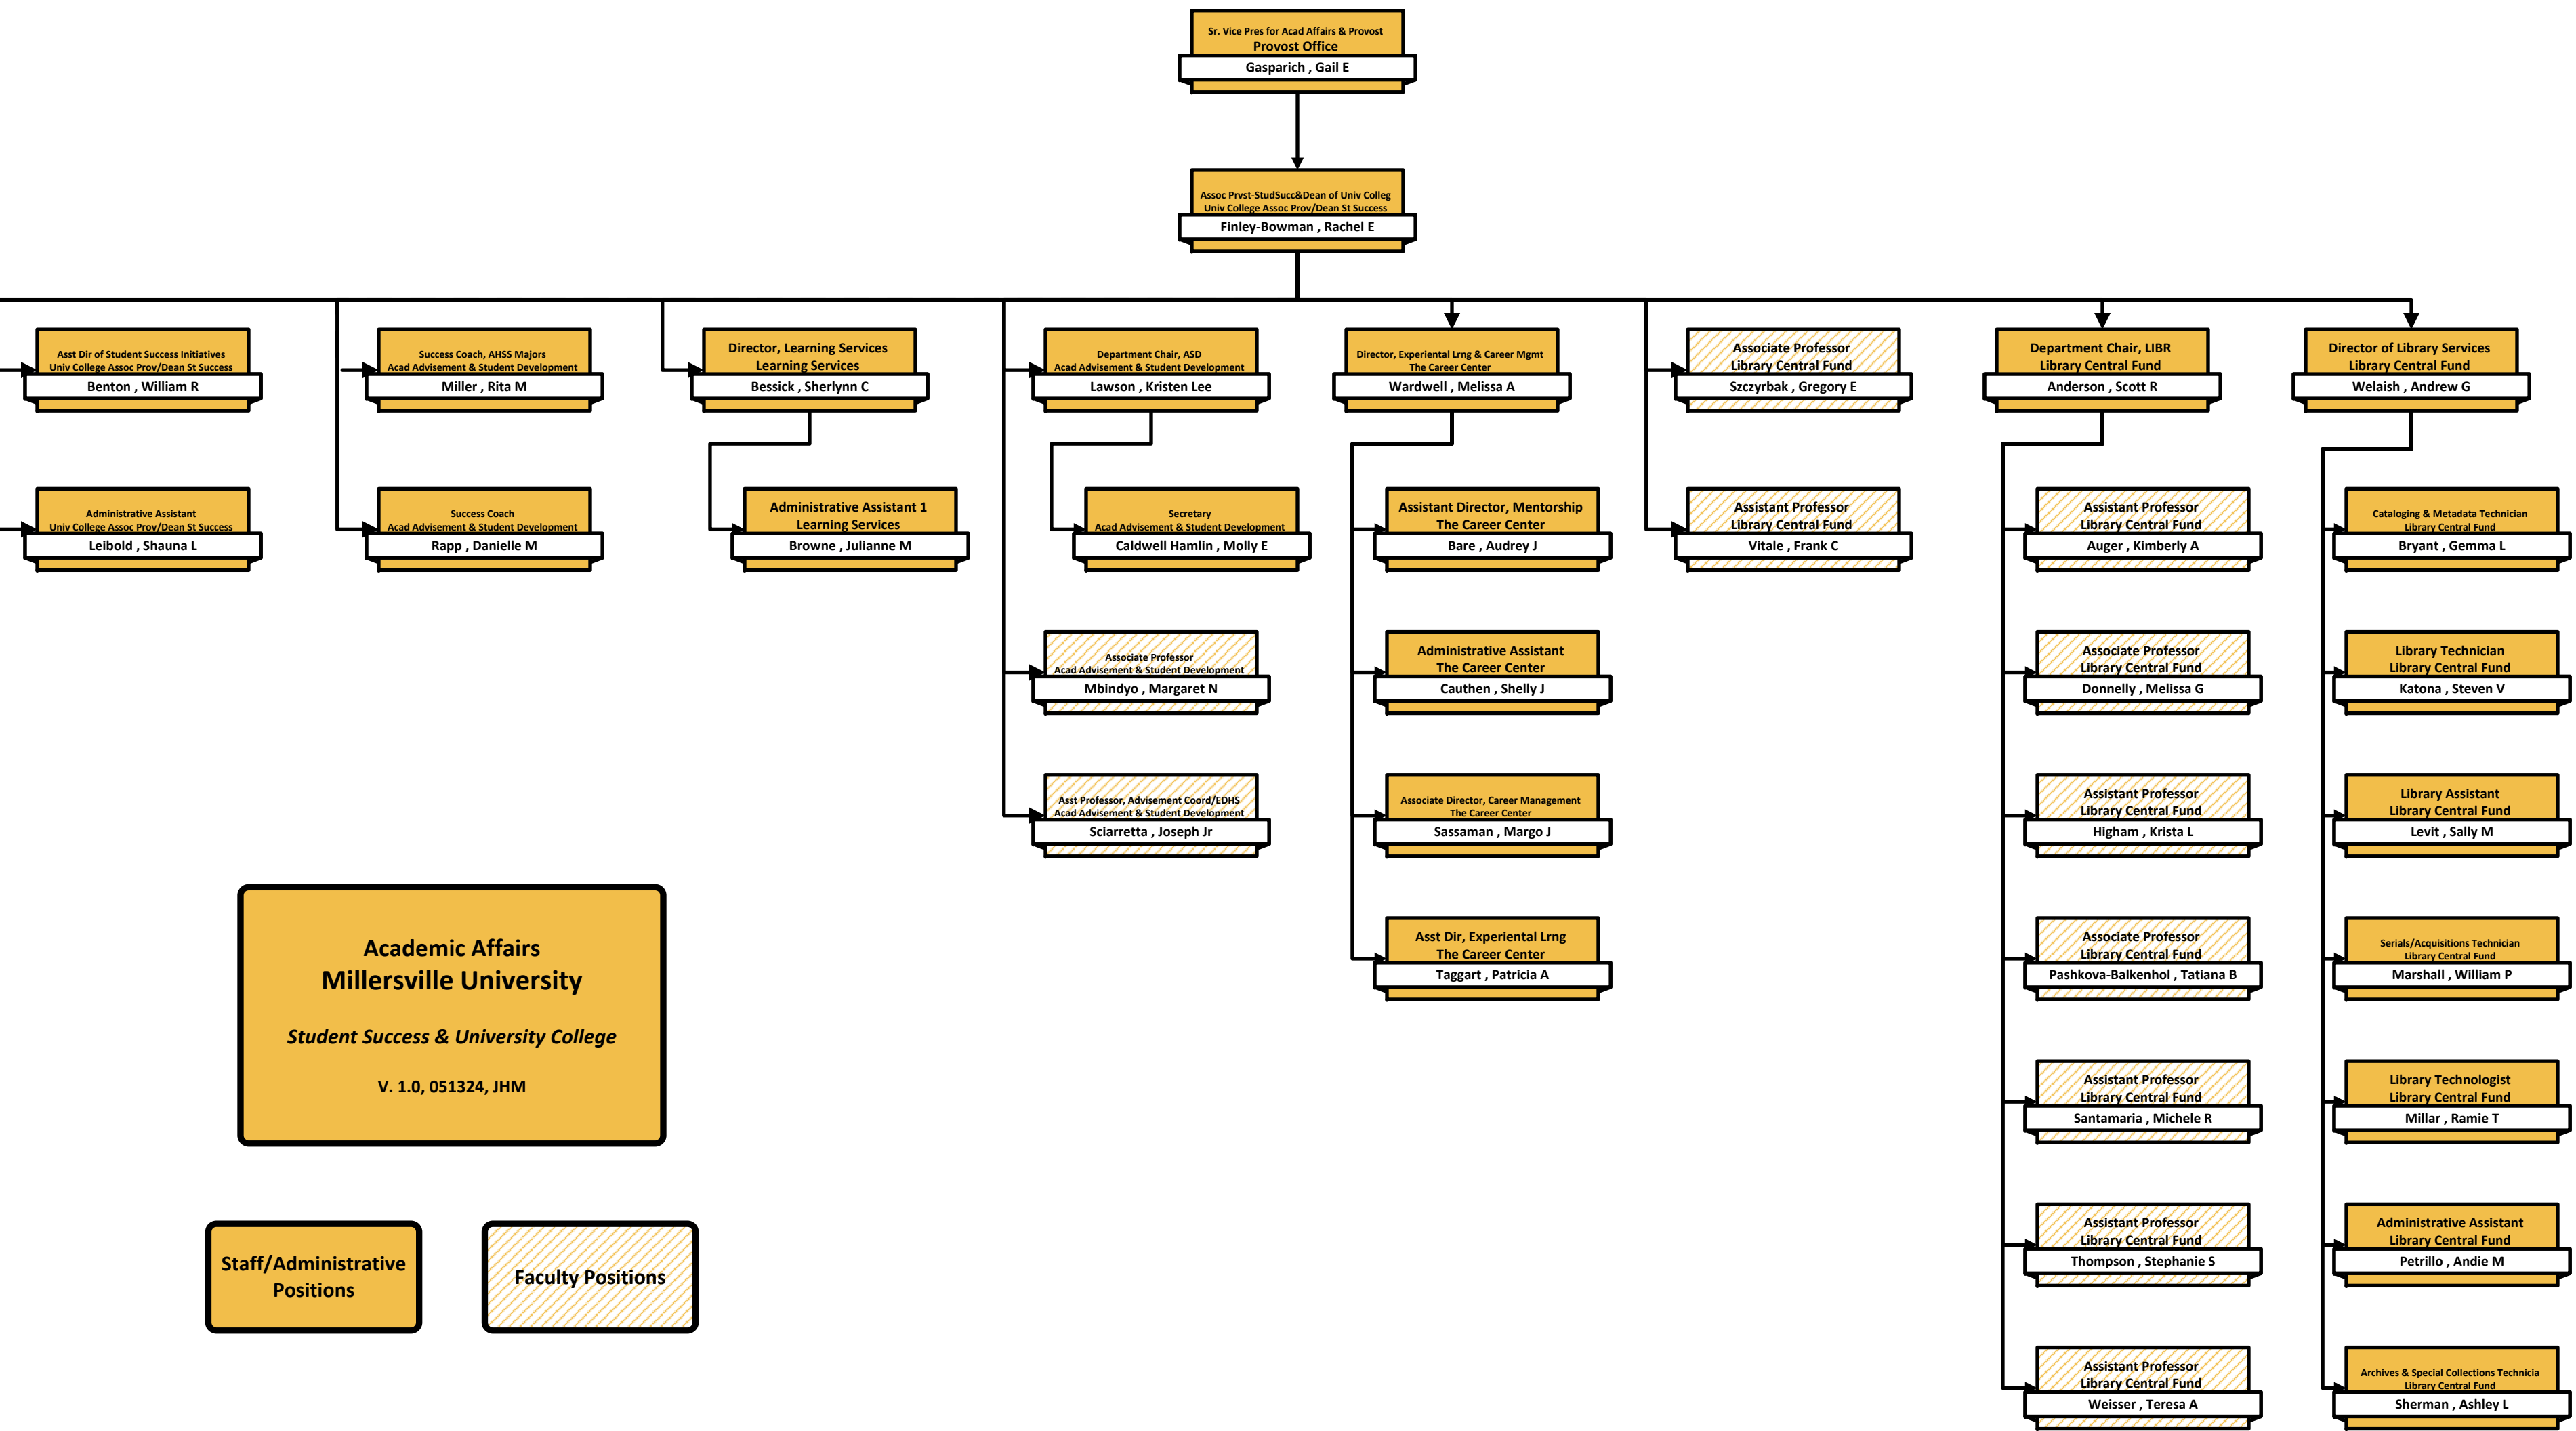 Sr. Vice Pres for Acad Affairs & Provost
Provost Office
Gasparich , Gail E
Assoc Prvst-StudSucc&Dean of Univ Colleg
Univ College Assoc Prov/Dean St Success
Finley-Bowman , Rachel E
Asst Dir of Student Success Initiatives
Univ College Assoc Prov/Dean St Success
Benton , William R
Success Coach, AHSS Majors
Acad Advisement & Student Development
Miller , Rita M
Director, Learning Services
Learning Services
Bessick , Sherlynn C
Department Chair, ASD
Acad Advisement & Student Development
Lawson , Kristen Lee
Director, Experiental Lrng & Career Mgmt
The Career Center
Wardwell , Melissa A
Associate Professor
Library Central Fund
Szczyrbak , Gregory E
Department Chair, LIBR
Library Central Fund
Anderson , Scott R
Director of Library Services
Library Central Fund
Welaish , Andrew G
Administrative Assistant
Univ College Assoc Prov/Dean St Success
Leibold , Shauna L
Success Coach
Acad Advisement & Student Development
Rapp , Danielle M
Administrative Assistant 1
Learning Services
Browne , Julianne M
Secretary
Acad Advisement & Student Development
Caldwell Hamlin , Molly E
Assistant Director, Mentorship
The Career Center
Bare , Audrey J
Assistant Professor
Library Central Fund
Vitale , Frank C
Assistant Professor
Library Central Fund
Auger , Kimberly A
Cataloging & Metadata Technician
Library Central Fund
Bryant , Gemma L
Associate Professor
Acad Advisement & Student Development
Mbindyo , Margaret N
Administrative Assistant
The Career Center
Cauthen , Shelly J
Associate Professor
Library Central Fund
Donnelly , Melissa G
Library Technician
Library Central Fund
Katona , Steven V
Asst Professor, Advisement Coord/EDHS
Acad Advisement & Student Development
Sciarretta , Joseph Jr
Associate Director, Career Management
The Career Center
Sassaman , Margo J
Assistant Professor
Library Central Fund
Higham , Krista L
Library Assistant
Library Central Fund
Levit , Sally M
Asst Dir, Experiental Lrng
The Career Center
Taggart , Patricia A
Associate Professor
Library Central Fund
Pashkova-Balkenhol , Tatiana B
Serials/Acquisitions Technician
Library Central Fund
Marshall , William P
Academic Affairs
Millersville University
Student Success & University College
V. 1.0, 051324, JHM
Assistant Professor
Library Central Fund
Santamaria , Michele R
Library Technologist
Library Central Fund
Millar , Ramie T
Staff/Administrative
Positions
Faculty Positions
Assistant Professor
Library Central Fund
Thompson , Stephanie S
Administrative Assistant
Library Central Fund
Petrillo , Andie M
Assistant Professor
Library Central Fund
Weisser , Teresa A
Archives & Special Collections Technicia
Library Central Fund
Sherman , Ashley L